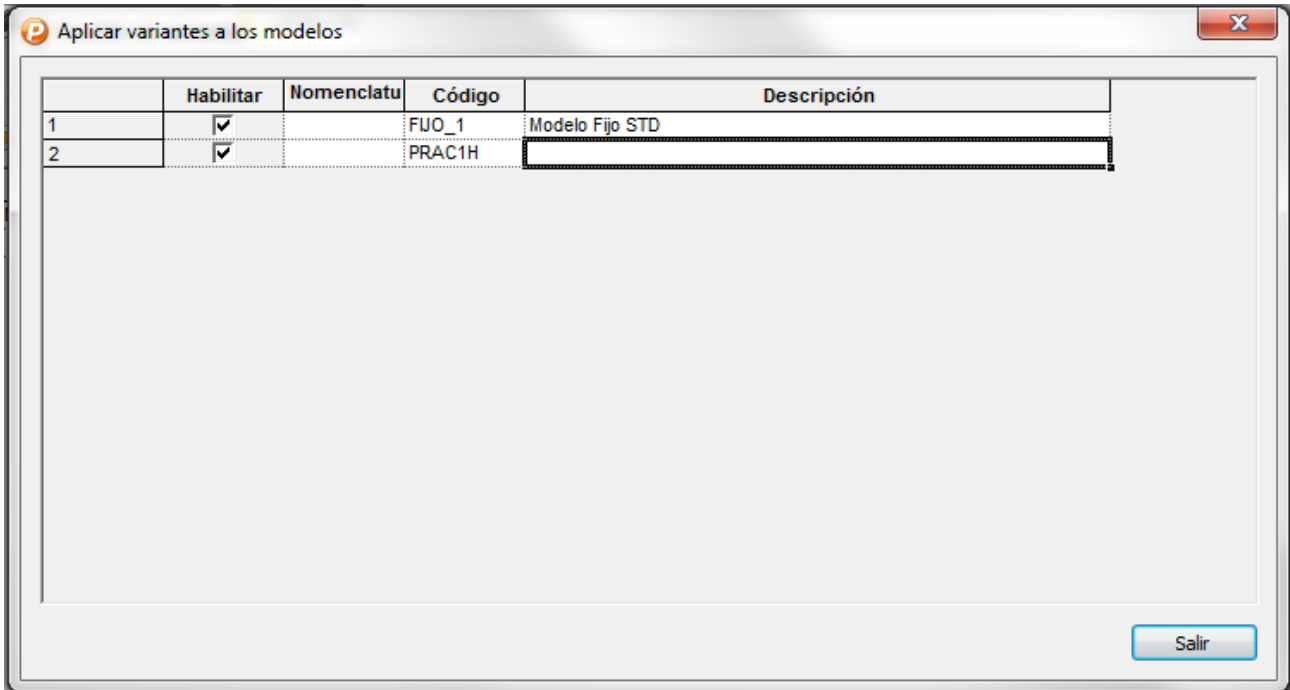 Aplicar variantes a los modelos
Habilitar Nomenclatu Código Descripción
1 FIJO_1 Modelo Fijo STD
2 PRAC1H
Salir